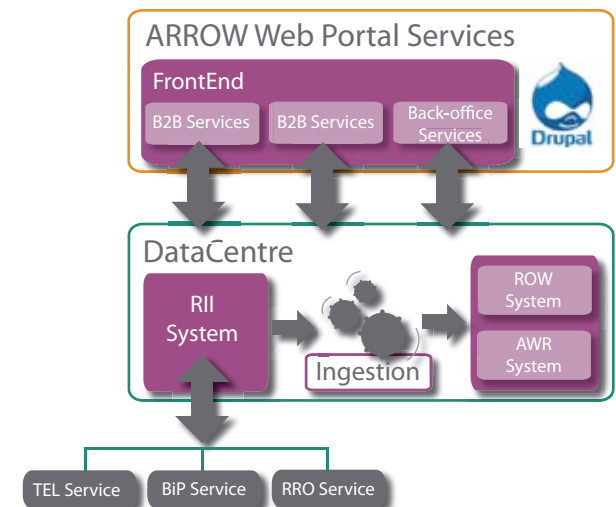 ARROW Web Portal Services
FrontEnd
B2B Services
B2B Services
Back-office
Services
Drupal
DataCentre
RII
System
Ingestion
ROW
System
AWR
System
TEL Service
BiP Service
RRO Service